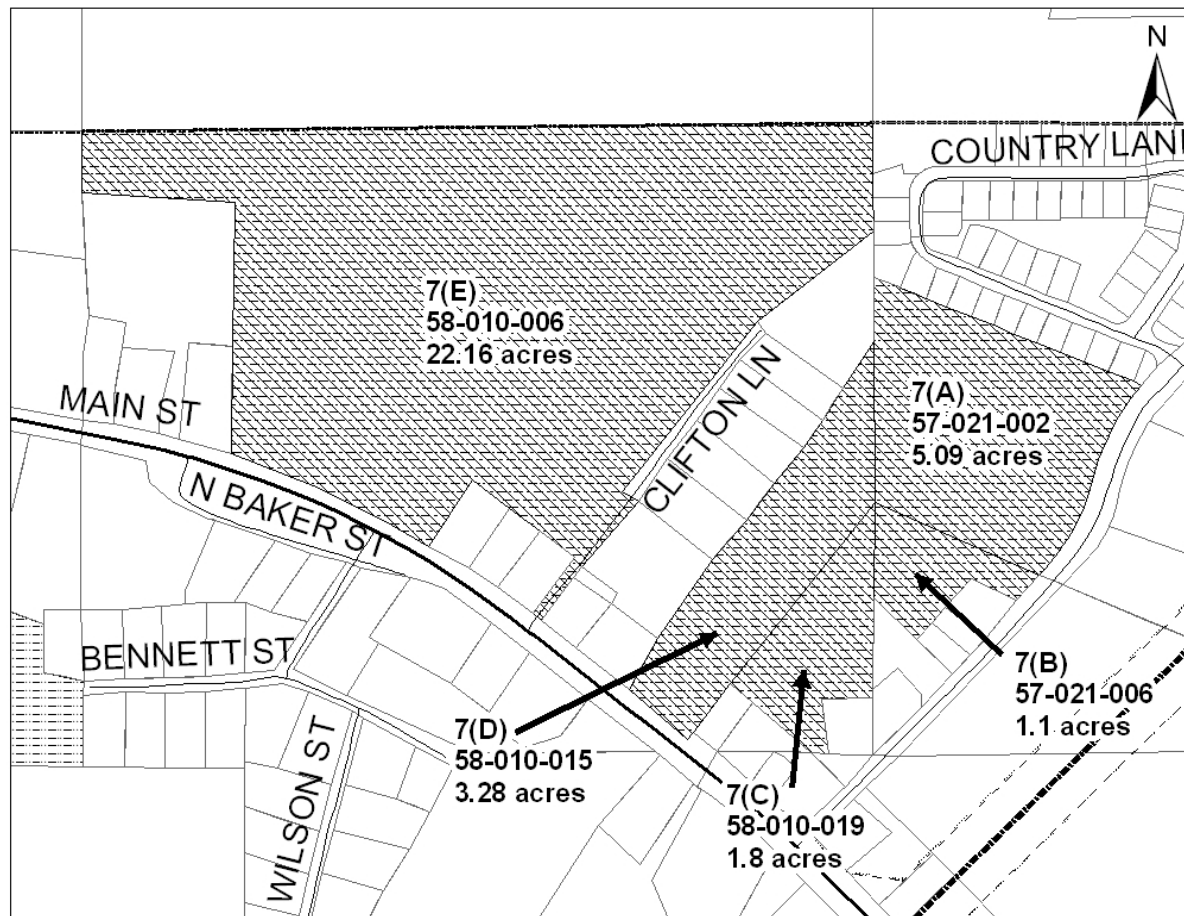 N
COUNTRY LANE
7(E)
58-010-006
22.16 acres
CLIFTON LN
7(A)
57-021-002
5.09 acres
MAIN ST
N BAKER ST
BENNETT ST
7(B)
57-021-006
1.1 acres
7(D)
58-010-015
3.28 acres
WILSON ST
7(C)
58-010-019
1.8 acres